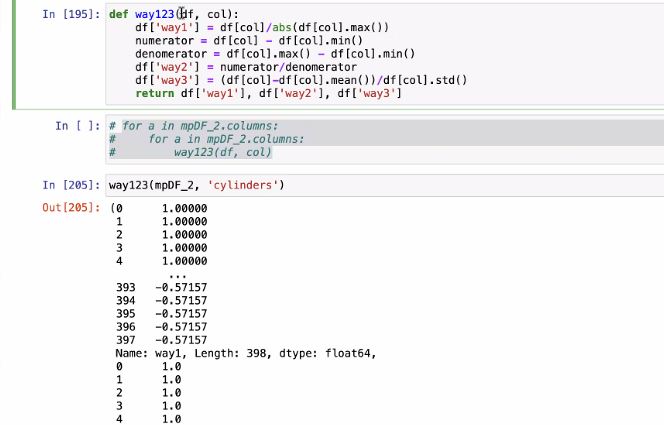 In [195]: def way123(df, col):
df['way1'] = df[col]/abs(df[col].max())
numerator = df[col] - df[col].min()
denomerator = df[col].max() - df[col].min()
df['way2'] = numerator/denomerator
df['way3'] = (df[col]-df[col].mean())/df[col].std()
return df['way1'], df['way2'], df['way3']
In [ ]: # for a in mpDF_2.columns:
#     for a in mpDF_2.columns:
#         way123(df, col)
In [205]: way123(mpDF_2, 'cylinders')
Out[205]: (0      1.00000
1      1.00000
2      1.00000
3      1.00000
4      1.00000
...
393   -0.57157
394   -0.57157
395   -0.57157
396   -0.57157
397   -0.57157
Name: way1, Length: 398, dtype: float64,
0      1.0
1      1.0
2      1.0
3      1.0
4      1.0